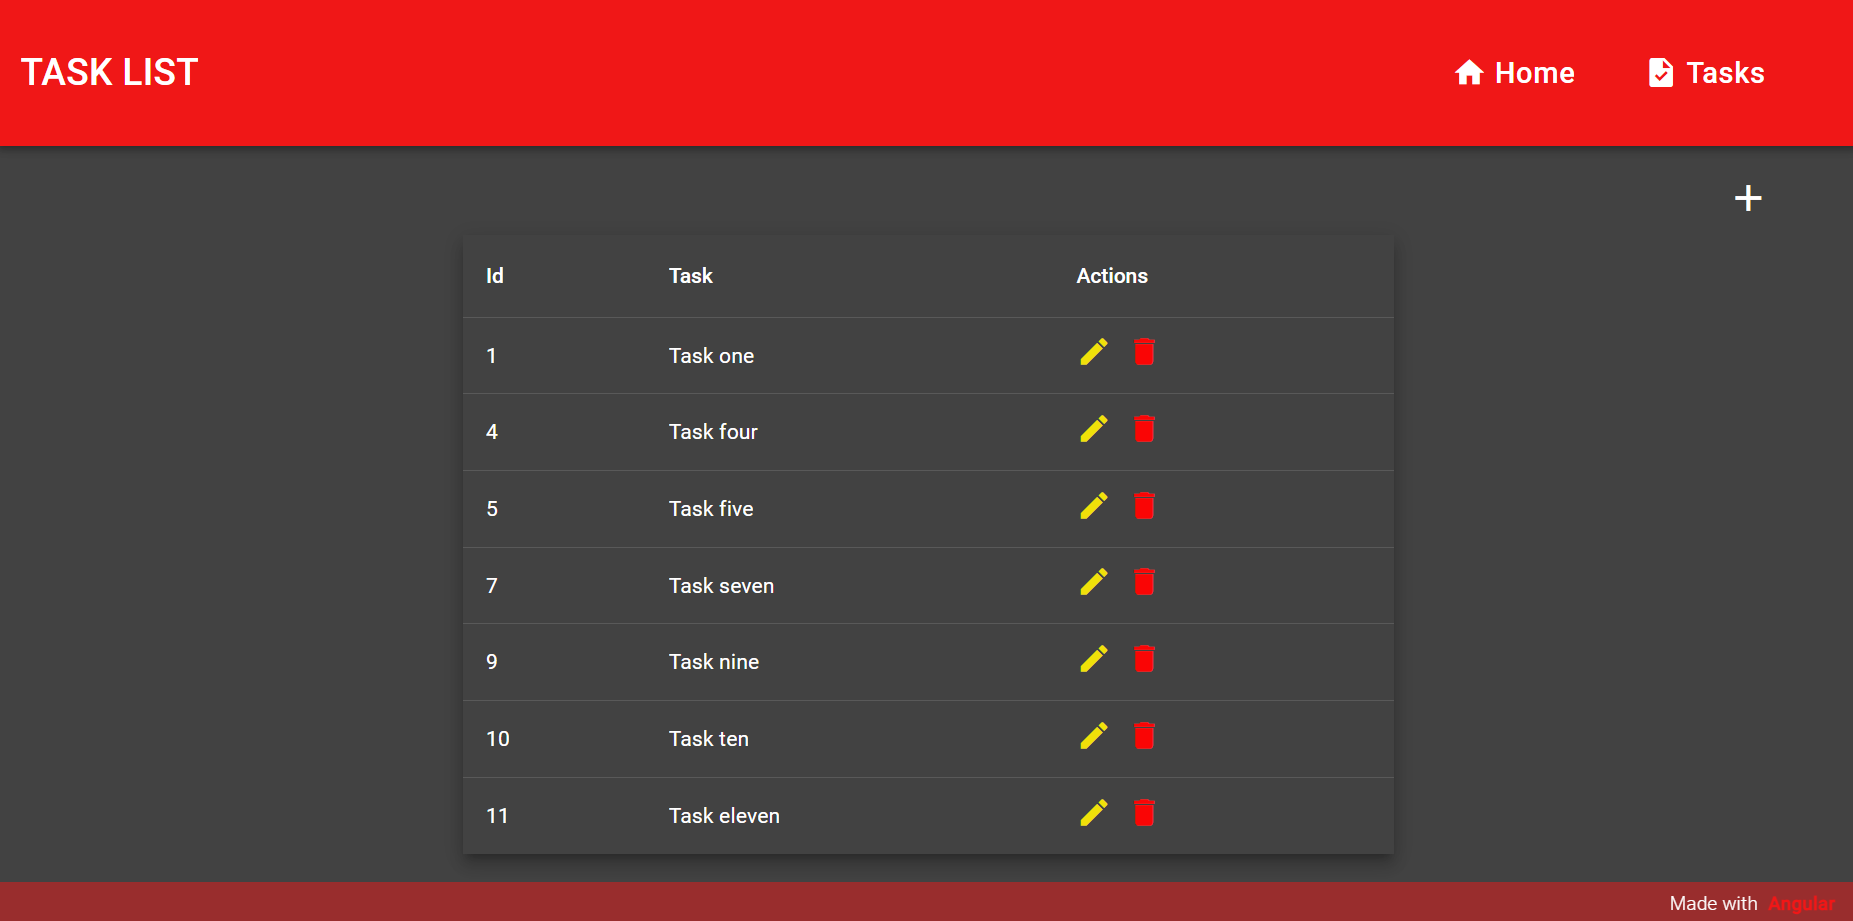 TASK LIST Home Tasks
Id Task Actions
1 Task one
4 Task four
5 Task five
7 Task seven
9 Task nine
10 Task ten
11 Task eleven
Made with Angular